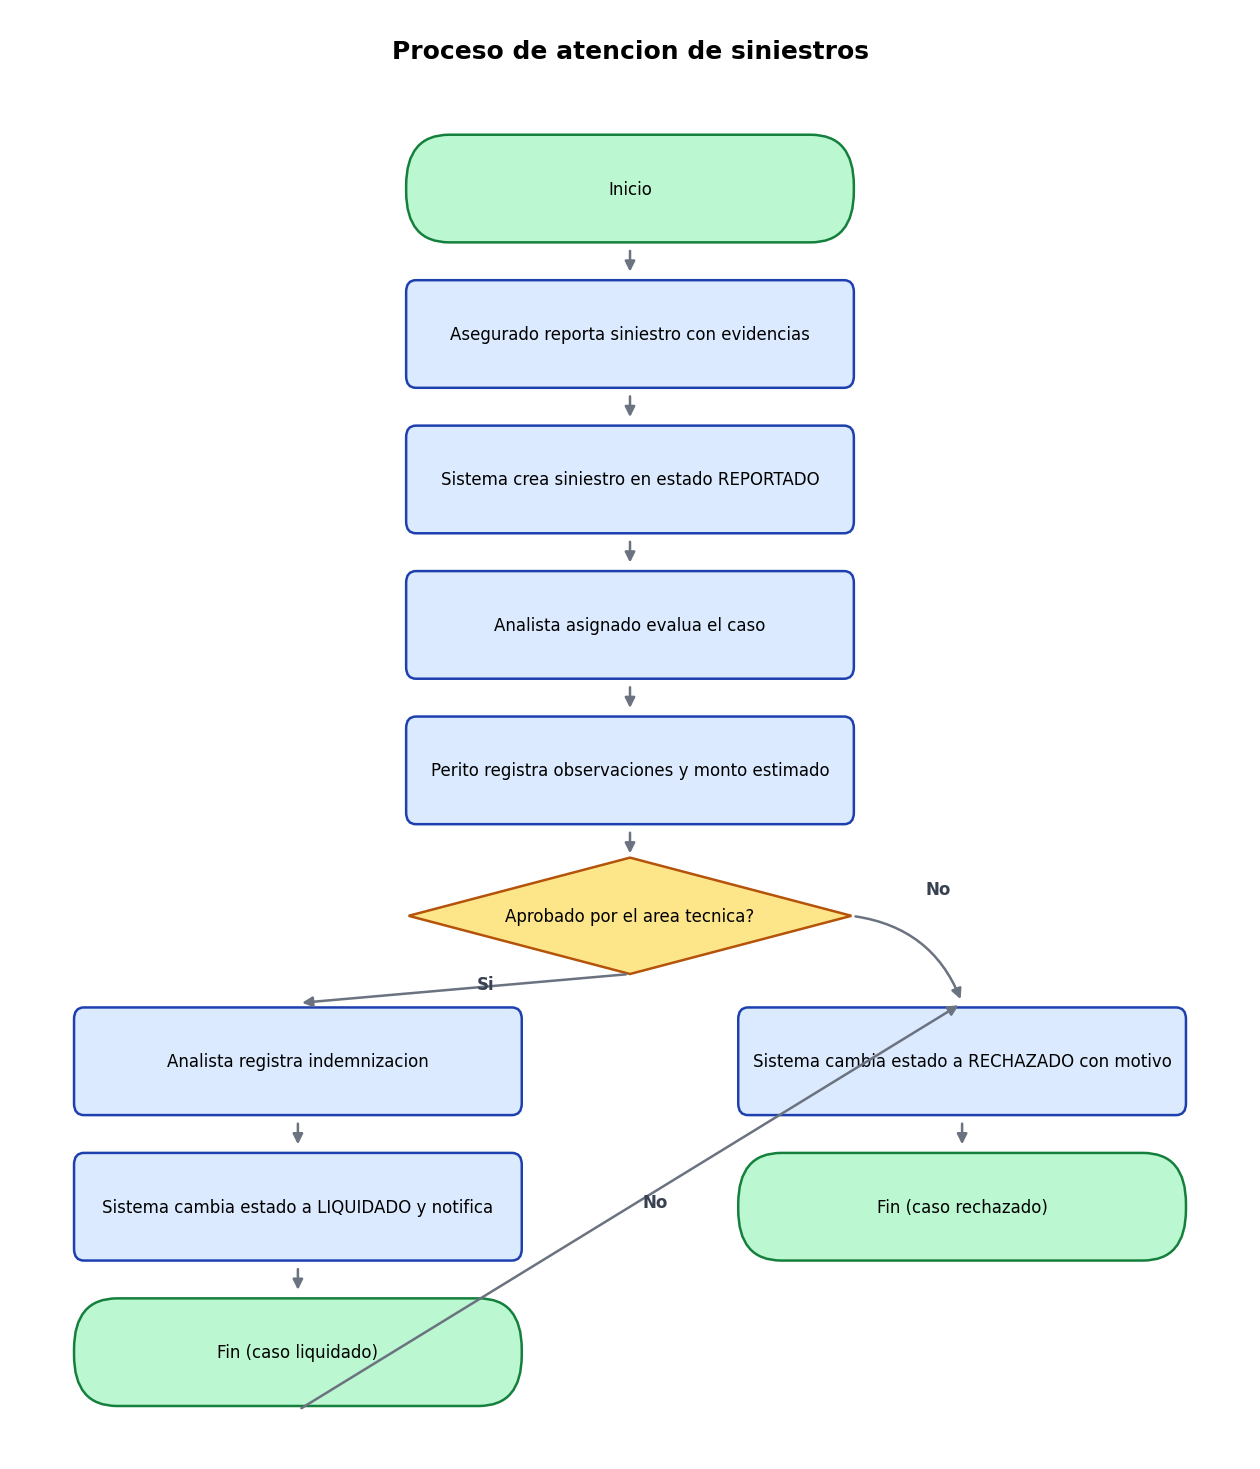 Proceso de atencion de siniestros
Inicio
Asegurado reporta siniestro con evidencias
Sistema crea siniestro en estado REPORTADO
Analista asignado evalua el caso
Perito registra observaciones y monto estimado
No
Aprobado por el area tecnica?
Si
Analista registra indemnizacion
Sistema cambia estado a RECHAZADO con motivo
No
Sistema cambia estado a LIQUIDADO y notifica
Fin (caso rechazado)
Fin (caso liquidado)